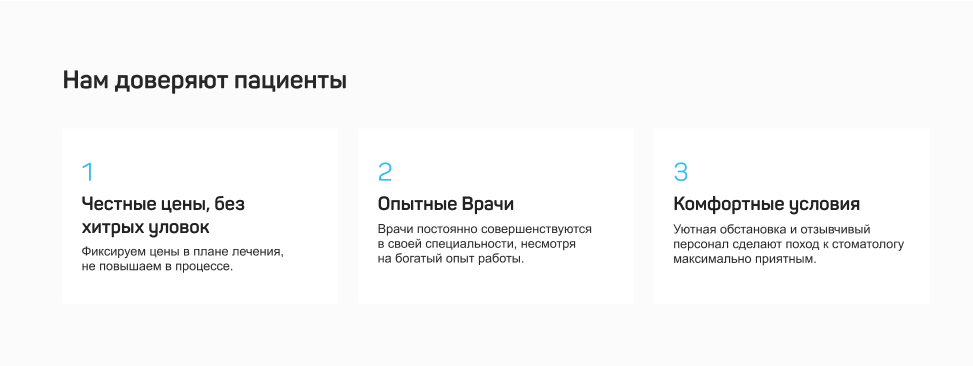 Нам доверяют пациенты
1
Честные цены, без
хитрых уловок
Фиксируем цены в плане лечения,
не повышаем в процессе.
2
Опытные Врачи
Врачи постоянно совершенствуются
в своей специальности, несмотря
на богатый опыт работы.
3
Комфортные условия
Уютная обстановка и отзывчивый
персонал сделают поход к стоматологу
максимально приятным.